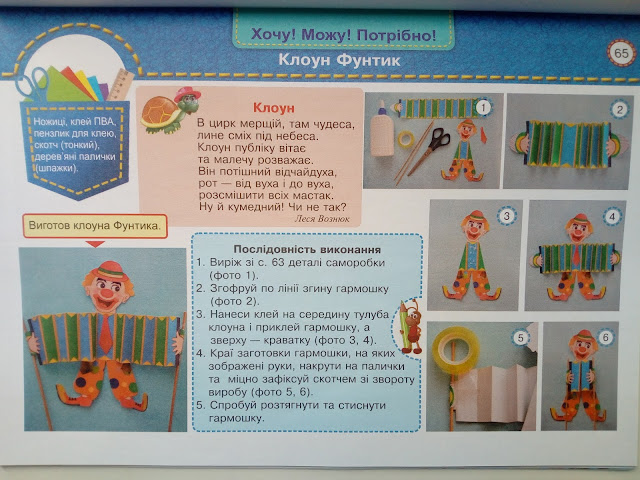 Хочу! Можу! Потрібно!
Клоун Фунтик
65
Ножиці, клей ПВА,
пензлик для клею,
скотч (тонкий),
дерев'яні палички
(шпажки).
Клоун
В цирк мерщій, там чудеса,
лине сміх під небеса.
Клоун публіку вітає
та малечу розважає.
Він потішний відчайдуха,
рот — від вуха і до вуха,
розсмішити всіх мастак.
Ну й кумедний! Чи не так?
Леся Вознюк
1
2
3
4
5
6
Виготов клоуна Фунтика.
Послідовність виконання
1. Виріж зі с. 63 деталі саморобки
(фото 1).
2. Згофруй по лінії згину гармошку
(фото 2).
3. Нанеси клей на середину тулуба
клоуна і приклей гармошку, а
зверху — краватку (фото 3, 4).
4. Краї заготовки гармошки, на яких
зображені руки, накрути на палички
та міцно зафіксуй скотчем зі звороту
виробу (фото 5, 6).
5. Спробуй розтягнути та стиснути
гармошку.